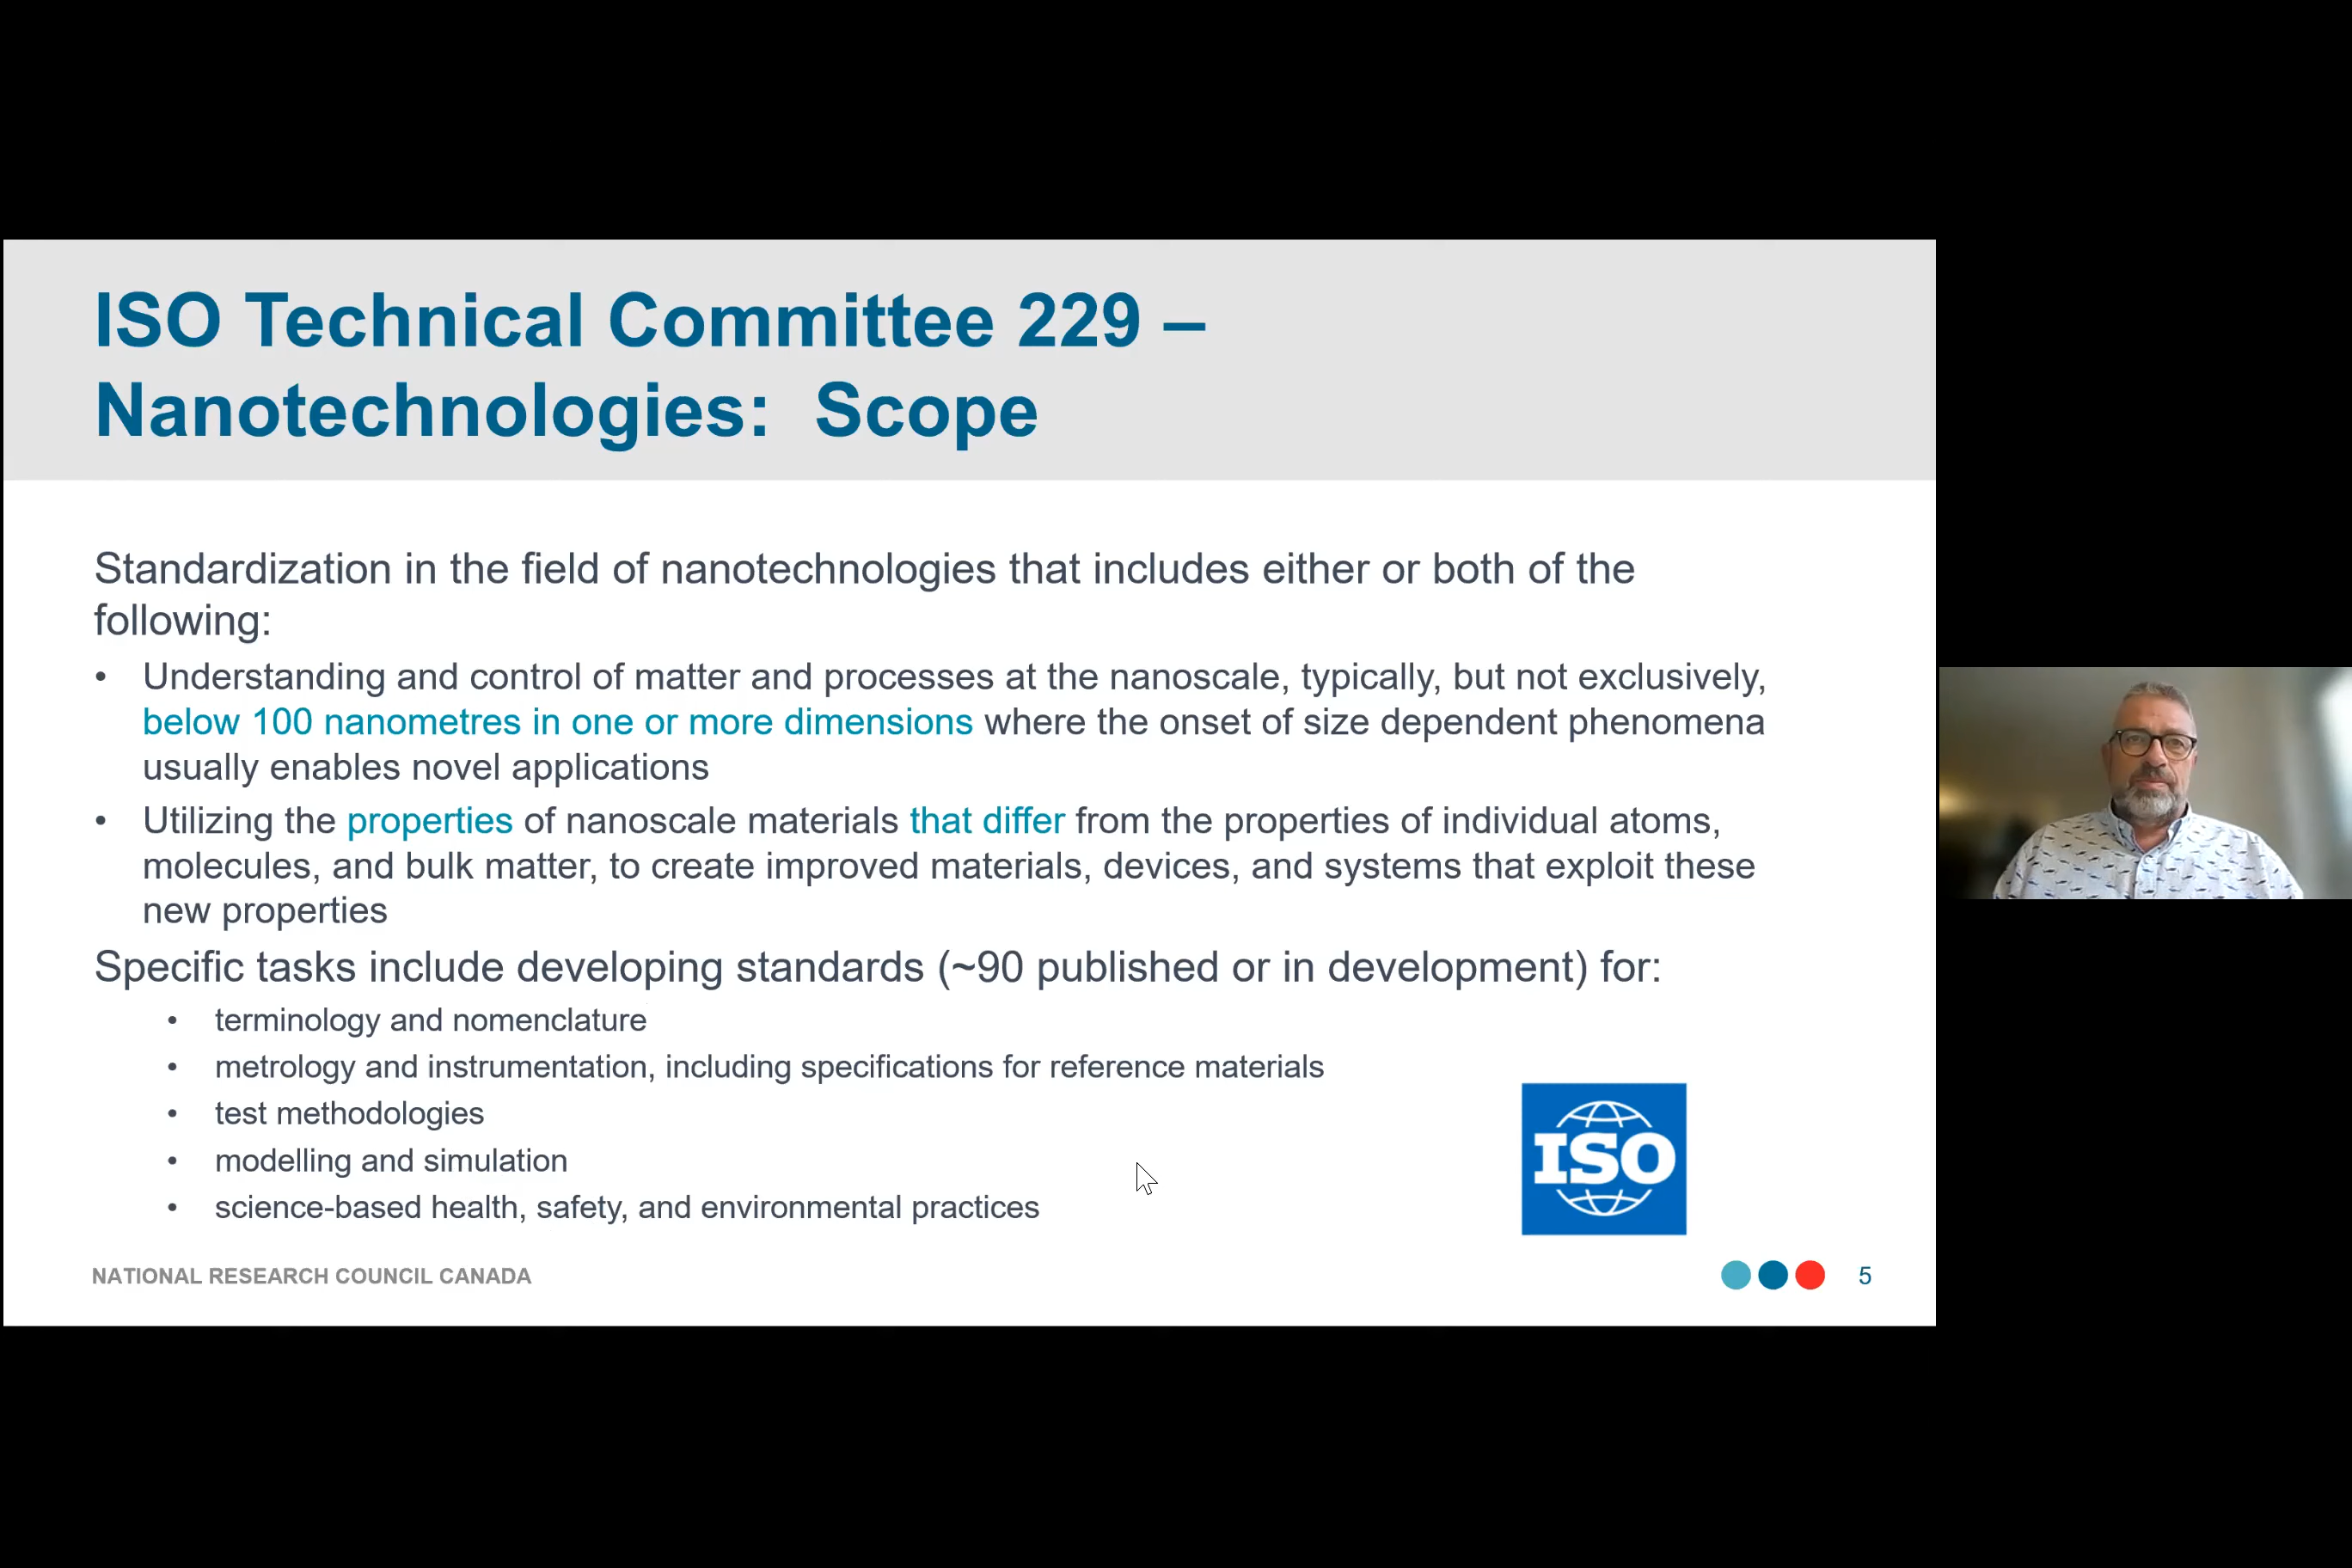 ISO Technical Committee 229 –
Nanotechnologies: Scope
Standardization in the field of nanotechnologies that includes either or both of the
following:
• Understanding and control of matter and processes at the nanoscale, typically, but not exclusively,
below 100 nanometres in one or more dimensions where the onset of size dependent phenomena
usually enables novel applications
• Utilizing the properties of nanoscale materials that differ from the properties of individual atoms,
molecules, and bulk matter, to create improved materials, devices, and systems that exploit these
new properties
Specific tasks include developing standards (~90 published or in development) for:
• terminology and nomenclature
• metrology and instrumentation, including specifications for reference materials
• test methodologies
• modelling and simulation
• science-based health, safety, and environmental practices
ISO
NATIONAL RESEARCH COUNCIL CANADA
5